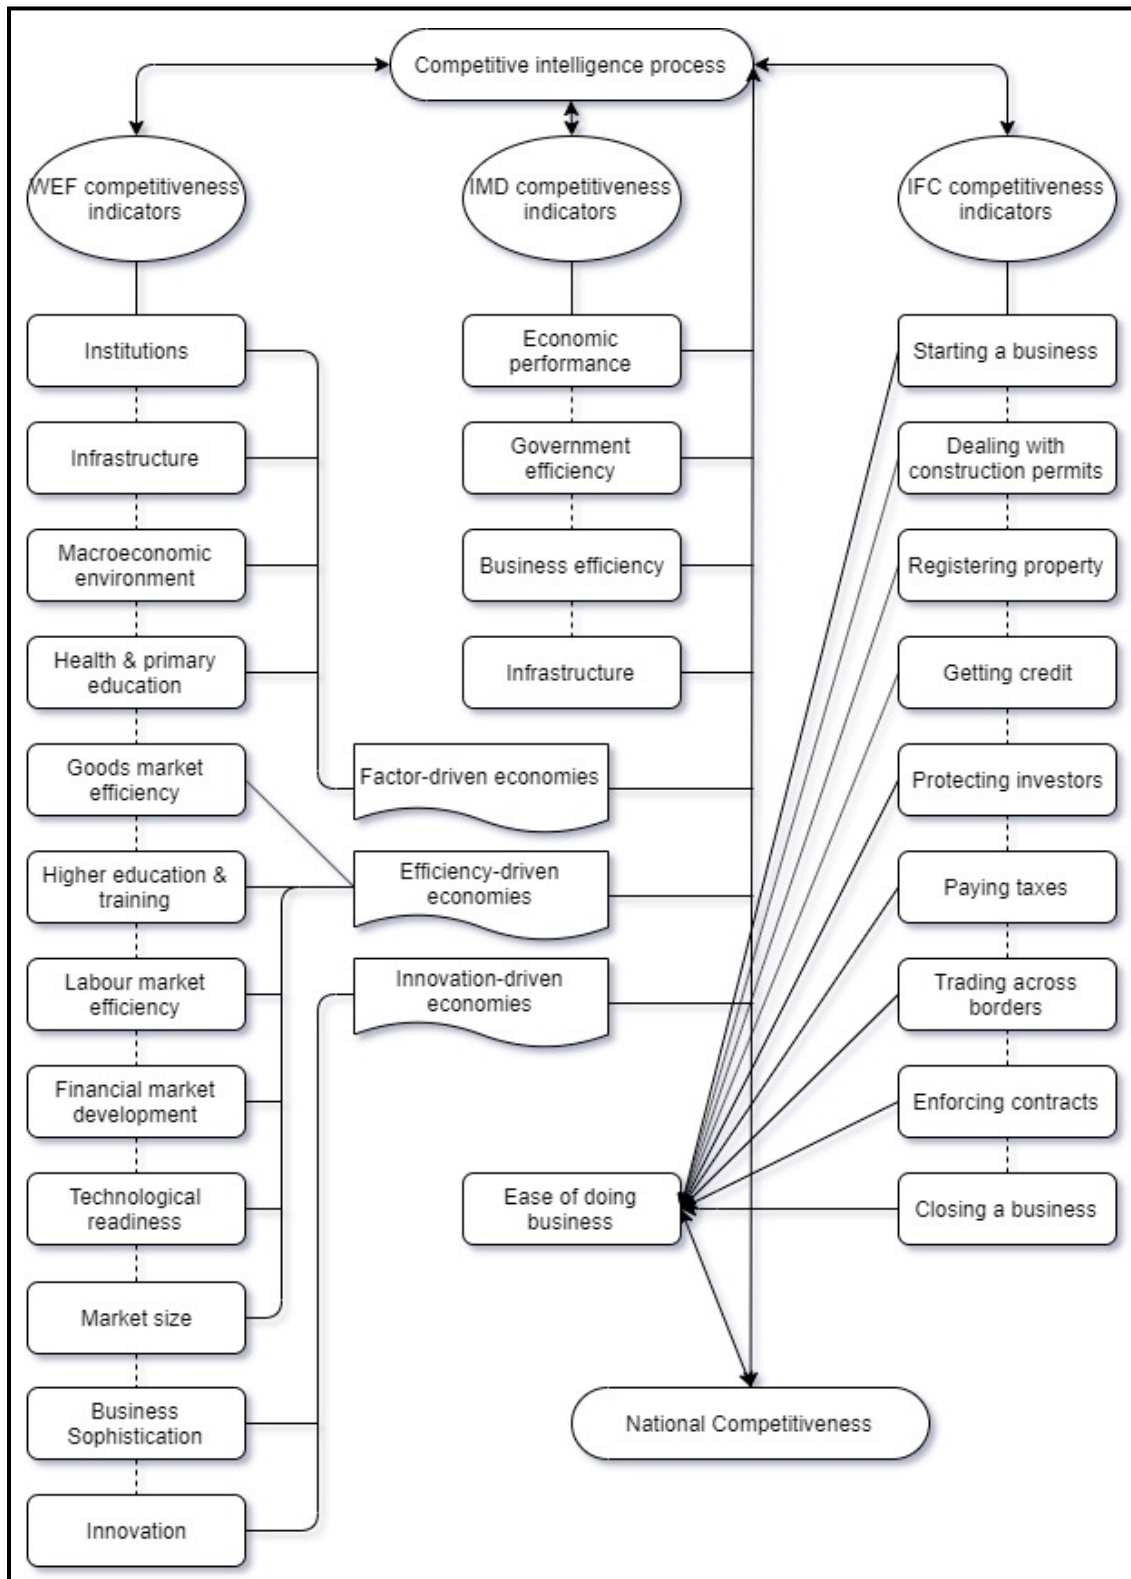 Competitive intelligence process
WEF competitiveness
indicators
IMD competitiveness
indicators
IFC competitiveness
indicators
Institutions
Economic
performance
Starting a business
Infrastructure
Government
efficiency
Dealing with
construction permits
Macroeconomic
environment
Business efficiency
Registering property
Health & primary
education
Infrastructure
Getting credit
Goods market
efficiency
Factor-driven economies
Protecting investors
Higher education &
training
Efficiency-driven
economies
Paying taxes
Labour market
efficiency
Innovation-driven
economies
Trading across
borders
Financial market
development
Enforcing contracts
Technological
readiness
Ease of doing
business
Closing a business
Market size
Business
Sophistication
National Competitiveness
Innovation